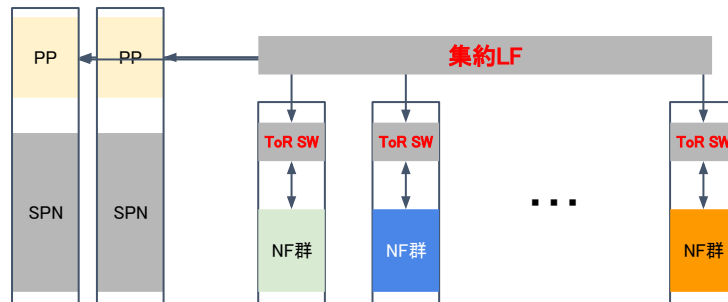 PP
PP
集約LF
ToR SW
ToR SW
ToR SW
SPN
SPN
...
NF群
NF群
NF群